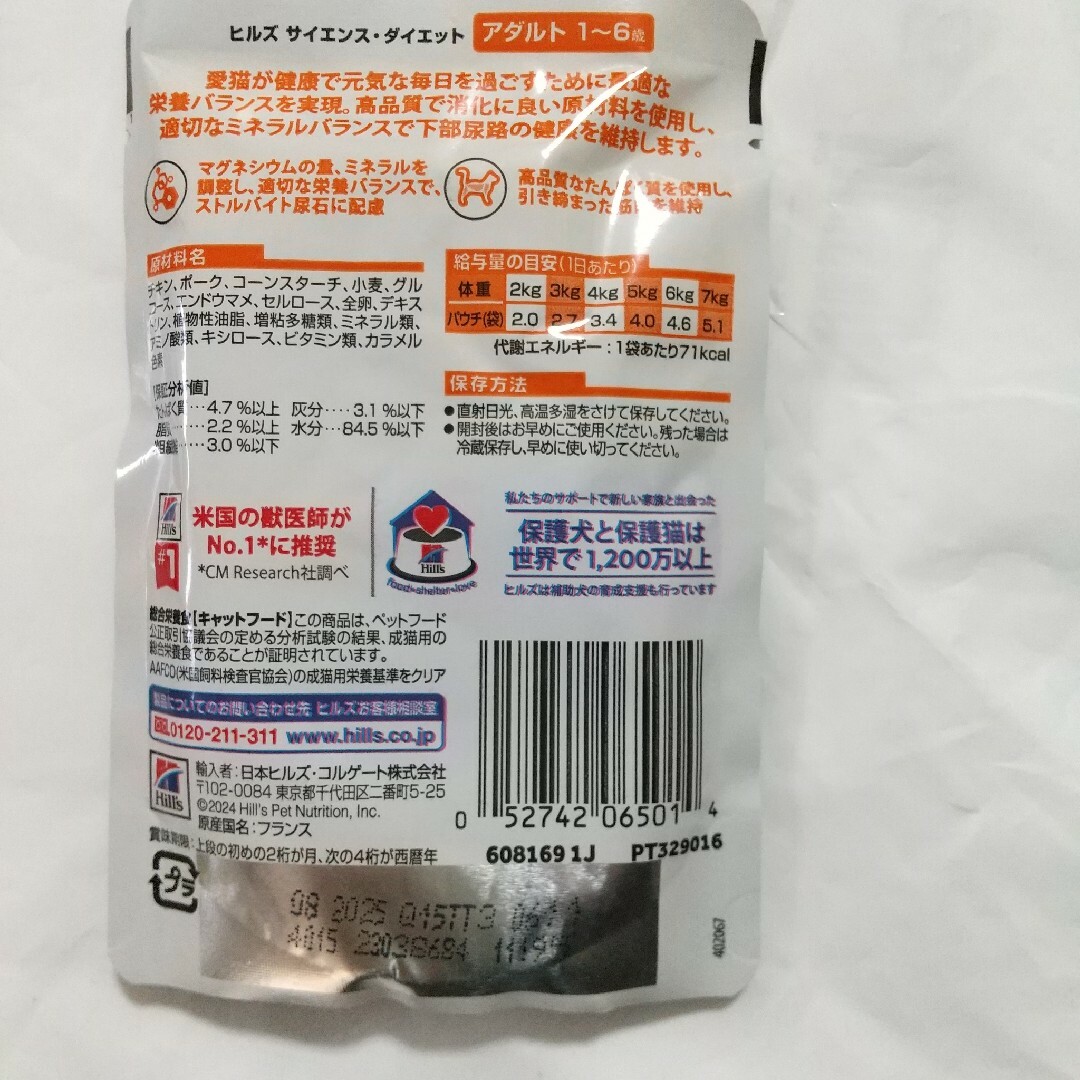 ヒルズ サイエンス・ダイエット アダルト 1〜6歳
愛猫が健康で元気な毎日を過ごすために最適な
栄養バランスを実現。高品質で消化に良い原材料を使用し、
適切なミネラルバランスで下部尿路の健康を維持します。
マグネシウムの量、ミネラルを
調整し、適切な栄養バランスで、
ストルバイト尿石に配慮
高品質なたんぱく質を使用し、
引き締まった筋肉を維持
原材料名
チキン、ポーク、コーンスターチ、小麦、グル
コース、エンドウマメ、セルロース、全卵、デキス
トリン、植物性油脂、増粘多糖類、ミネラル類、
アミノ酸類、キシロース、ビタミン類、カラメル
色素
[保証分析値]
たんぱく質…4.7%以上 灰分‥‥3.1%以下
脂質…2.2%以上 水分…84.5%以下
粗繊維…3.0%以下
給与量の目安(1日あたり)
体重 2kg 3kg 4kg 5kg 6kg 7kg
パウチ(袋) 2.0 2.7 3.4 4.0 4.6 5.1
代謝エネルギー:1袋あたり71kcal
保存方法
●直射日光、高温多湿をさけて保存してください。
●開封後はお早めにご使用ください。残った場合は
冷蔵保存し、早めに使い切ってください。
Hill's
#1
米国の獣医師が
No.1*に推奨
*CM Research社調べ
Hill's
food・shelter・love
私たちのサポートで新しい家族と出会った
保護犬と保護猫は
世界で1,200万以上
ヒルズは補助犬の育成支援も行っています
総合栄養食【キャットフード】この商品は、ペットフード
公正取引協議会の定める分析試験の結果、成猫用の
総合栄養食であることが証明されています。
AAFCO(米国飼料検査官協会)の成猫用栄養基準をクリア
製品についてのお問い合わせ先 ヒルズお客様相談室
0120-211-311 www.hills.co.jp
Hill's
輸入者:日本ヒルズ・コルゲート株式会社
〒102-0084 東京都千代田区二番町5-25
©2024 Hill's Pet Nutrition, Inc.
原産国名:フランス
賞味期限:上段の初めの2桁が月、次の4桁が西暦年
プラ
0 52742 06501 4
608169 1J PT329016
402067
08 2025 Q15TT3
4015